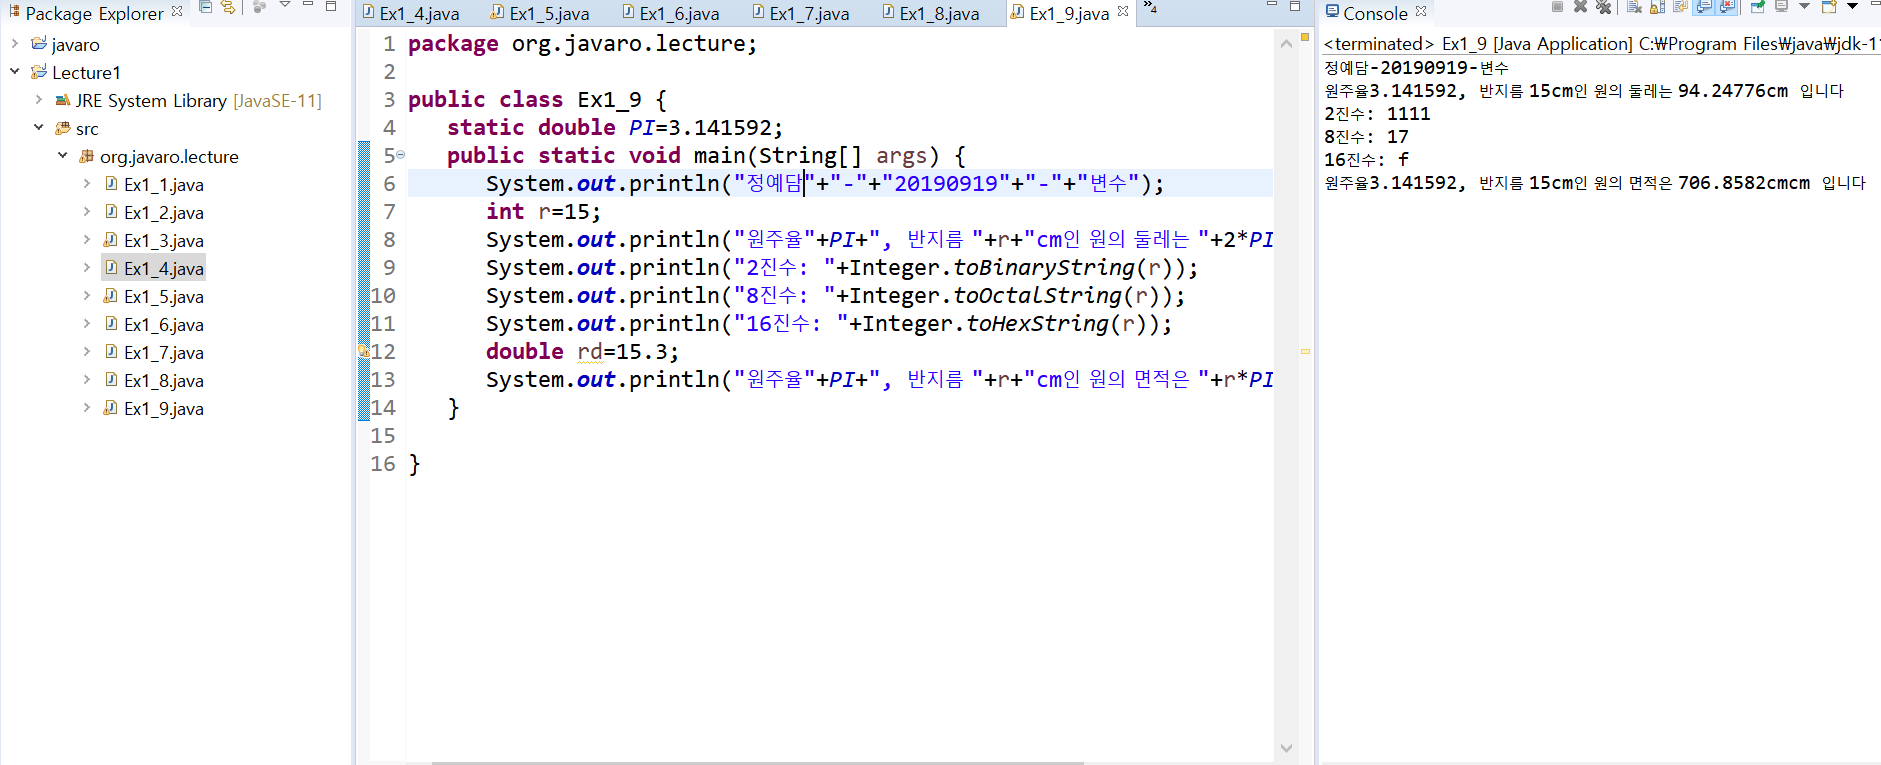 Package Explorer
javaro
Lecture1
JRE System Library [JavaSE-11]
src
org.javaro.lecture
Ex1_1.java
Ex1_2.java
Ex1_3.java
Ex1_4.java
Ex1_5.java
Ex1_6.java
Ex1_7.java
Ex1_8.java
Ex1_9.java
Ex1_4.java Ex1_5.java Ex1_6.java Ex1_7.java Ex1_8.java Ex1_9.java »4
1 package org.javaro.lecture;
2
3 public class Ex1_9 {
4 static double PI=3.141592;
5 public static void main(String[] args) {
6 System.out.println("정예담"+"-"+"20190919"+"-"+"변수");
7 int r=15;
8 System.out.println("원주율"+PI+", 반지름 "+r+"cm인 원의 둘레는 "+2*PI
9 System.out.println("2진수: "+Integer.toBinaryString(r));
10 System.out.println("8진수: "+Integer.toOctalString(r));
11 System.out.println("16진수: "+Integer.toHexString(r));
12 double rd=15.3;
13 System.out.println("원주율"+PI+", 반지름 "+r+"cm인 원의 면적은 "+r*PI
14 }
15
16 }
Console
<terminated> Ex1_9 [Java Application] C:₩Program Files₩java₩jdk-11
정예담-20190919-변수
원주율3.141592, 반지름 15cm인 원의 둘레는 94.24776cm 입니다
2진수: 1111
8진수: 17
16진수: f
원주율3.141592, 반지름 15cm인 원의 면적은 706.8582cmcm 입니다